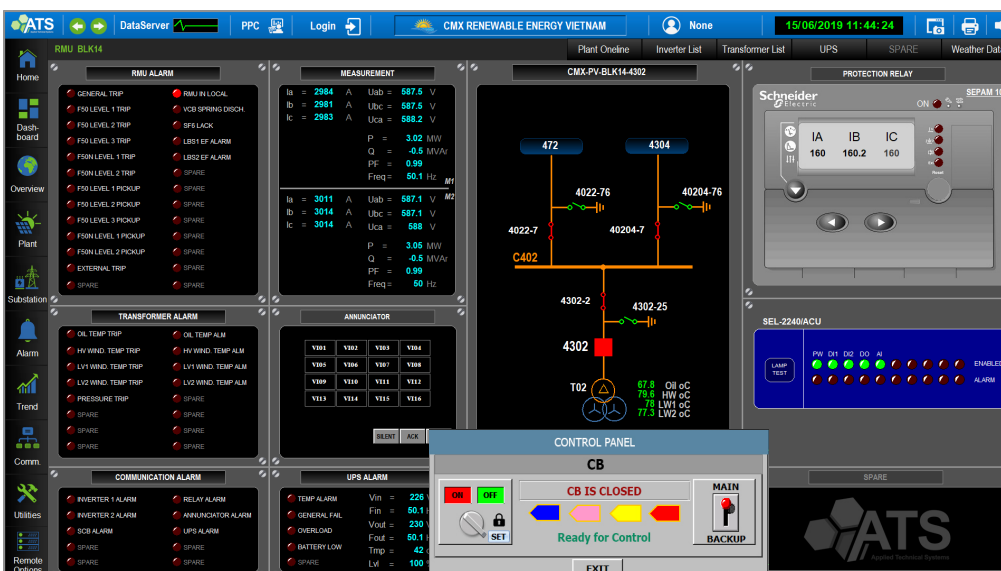 ATS DataServer PPC Login CMX RENEWABLE ENERGY VIETNAM None 15/06/2019 11:44:24
RMU BLK14 Plant Oneline Inverter List Transformer List UPS SPARE Weather Dat
Home
Dash-
board
Overview
Plant
Substation
Alarm
Trend
Comm.
Utilities
Remote
Options
RMU ALARM
GENERAL TRIP RMU IN LOCAL
F50 LEVEL 1 TRIP VCB SPRING DISCH.
F50 LEVEL 2 TRIP SF6 LACK
F50 LEVEL 3 TRIP LBS1 EF ALARM
F50N LEVEL 1 TRIP LBS2 EF ALARM
F50N LEVEL 2 TRIP SPARE
F50 LEVEL 1 PICKUP SPARE
F50 LEVEL 2 PICKUP SPARE
F50 LEVEL 3 PICKUP SPARE
F50N LEVEL 1 PICKUP SPARE
F50N LEVEL 2 PICKUP SPARE
EXTERNAL TRIP SPARE
SPARE SPARE
MEASUREMENT
Ia = 2984 A Uab = 587.5 V
Ib = 2981 A Ubc = 587.5 V
Ic = 2983 A Uca = 588.2 V
P = 3.02 MW
Q = -0.5 MVAr
PF = 0.99
Freq = 50.1 Hz M1
Ia = 3011 A Uab = 587.1 V M2
Ib = 3014 A Ubc = 587.1 V
Ic = 3014 A Uca = 588 V
P = 3.05 MW
Q = -0.5 MVAr
PF = 0.99
Freq = 50 Hz
CMX-PV-BLK14-4302
472 4304
4022-76 40204-76
4022-7 40204-7
C402
4302-2 4302-25
4302
T02
67.8 Oil oC
79.6 HW oC
78 LW1 oC
77.3 LW2 oC
PROTECTION RELAY
Schneider
Electric
ON
SEPAM 10
IA IB IC
160 160.2 160
Reset
SEL-2240/ACU
LAMP
TEST
PW DI1 DI2 DO AI
ENABLED
ALARM
TRANSFORMER ALARM
OIL TEMP TRIP OIL TEMP ALM
HV WIND. TEMP TRIP HV WIND. TEMP ALM
LV1 WIND. TEMP TRIP LV1 WIND. TEMP ALM
LV2 WIND. TEMP TRIP LV2 WIND. TEMP ALM
PRESSURE TRIP SPARE
SPARE SPARE
SPARE SPARE
ANNUNCIATOR
VI01 VI02 VI03 VI04
VI05 VI06 VI07 VI08
VI09 VI10 VI11 VI12
VI13 VI14 VI15 VI16
SILENT ACK
COMMUNICATION ALARM
INVERTER 1 ALARM RELAY ALARM
INVERTER 2 ALARM ANNUNCIATOR ALARM
SCB ALARM UPS ALARM
SPARE SPARE
SPARE SPARE
UPS ALARM
TEMP ALARM Vin = 226
GENERAL FAIL Fin = 50.1
OVERLOAD Vout = 230
BATTERY LOW Fout = 50.1
Tmp = 42
SPARE Lvl = 100
CONTROL PANEL
CB
ON OFF
SET
CB IS CLOSED
Ready for Control
MAIN
BACKUP
EXIT
SPARE
ATS
Applied Technical Systems